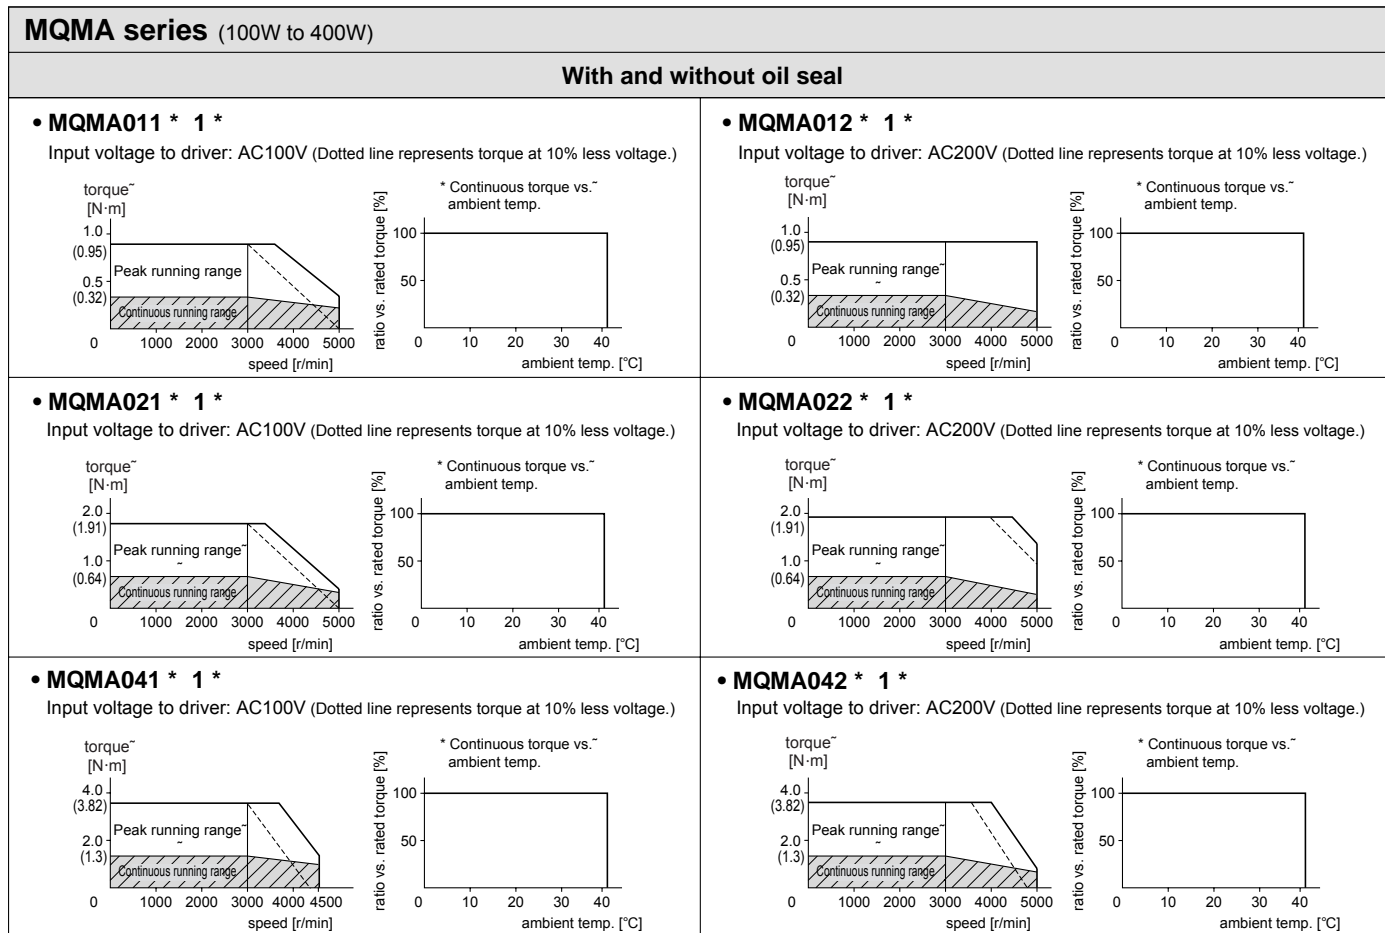 MQMA series (100W to 400W)
With and without oil seal
• MQMA011 * 1 *
Input voltage to driver: AC100V (Dotted line represents torque at 10% less voltage.)
torque˜
[N·m]
1.0
(0.95)
0.5
(0.32)
Peak running range
Continuous running range
0 1000 2000 3000 4000 5000
speed [r/min]
* Continuous torque vs.˜
ambient temp.
ratio vs. rated torque [%]
100
50
0 10 20 30 40
ambient temp. [°C]
• MQMA012 * 1 *
Input voltage to driver: AC200V (Dotted line represents torque at 10% less voltage.)
torque˜
[N·m]
1.0
(0.95)
0.5
(0.32)
Peak running range˜
˜
Continuous running range
0 1000 2000 3000 4000 5000
speed [r/min]
* Continuous torque vs.˜
ambient temp.
ratio vs. rated torque [%]
100
50
0 10 20 30 40
ambient temp. [°C]
• MQMA021 * 1 *
Input voltage to driver: AC100V (Dotted line represents torque at 10% less voltage.)
torque˜
[N·m]
2.0
(1.91)
1.0
(0.64)
Peak running range˜
˜
Continuous running range
0 1000 2000 3000 4000 5000
speed [r/min]
* Continuous torque vs.˜
ambient temp.
ratio vs. rated torque [%]
100
50
0 10 20 30 40
ambient temp. [°C]
• MQMA022 * 1 *
Input voltage to driver: AC200V (Dotted line represents torque at 10% less voltage.)
torque˜
[N·m]
2.0
(1.91)
1.0
(0.64)
Peak running range˜
˜
Continuous running range
0 1000 2000 3000 4000 5000
speed [r/min]
* Continuous torque vs.˜
ambient temp.
ratio vs. rated torque [%]
100
50
0 10 20 30 40
ambient temp. [°C]
• MQMA041 * 1 *
Input voltage to driver: AC100V (Dotted line represents torque at 10% less voltage.)
torque˜
[N·m]
4.0
(3.82)
2.0
(1.3)
Peak running range˜
˜
Continuous running range
0 1000 2000 3000 4000 4500
speed [r/min]
* Continuous torque vs.˜
ambient temp.
ratio vs. rated torque [%]
100
50
0 10 20 30 40
ambient temp. [°C]
• MQMA042 * 1 *
Input voltage to driver: AC200V (Dotted line represents torque at 10% less voltage.)
torque˜
[N·m]
4.0
(3.82)
2.0
(1.3)
Peak running range˜
˜
Continuous running range
0 1000 2000 3000 4000 5000
speed [r/min]
* Continuous torque vs.˜
ambient temp.
ratio vs. rated torque [%]
100
50
0 10 20 30 40
ambient temp. [°C]